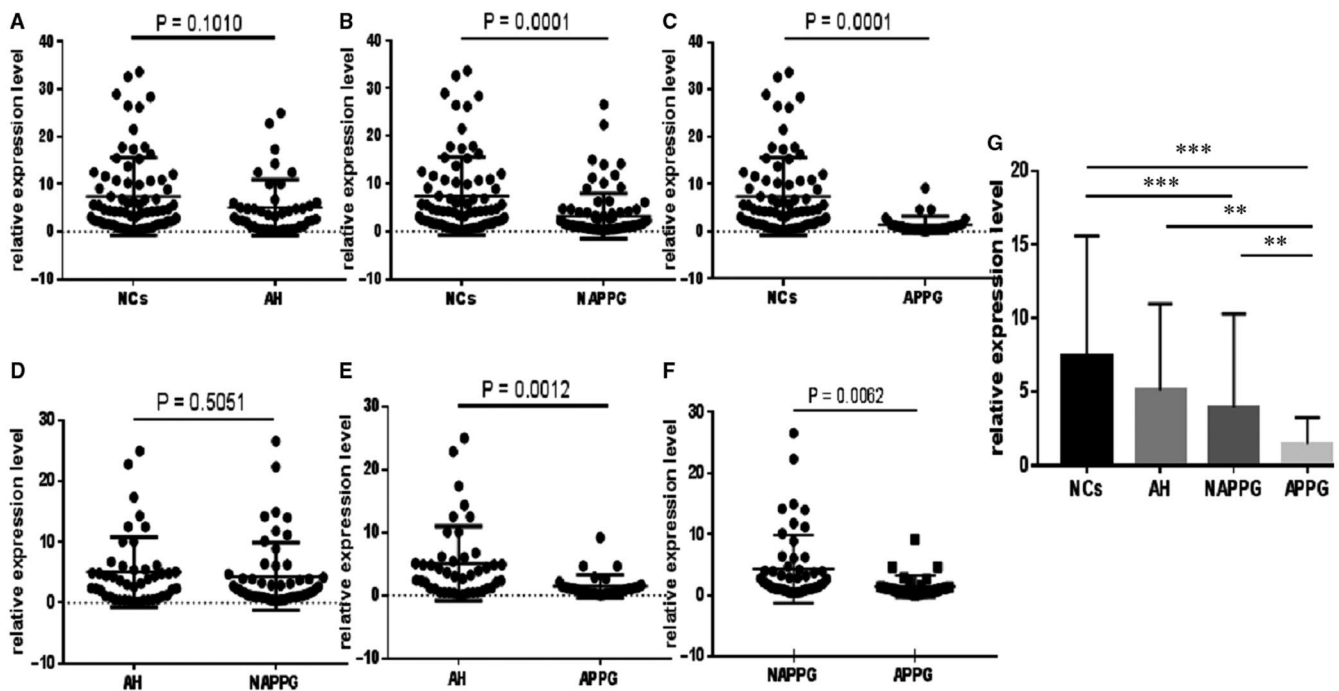 A
P = 0.1010
relative expression level
40
30
20
10
0
−10
NCs
AH
B
P = 0.0001
relative expression level
40
30
20
10
0
−10
NCs
NAPPG
C
P = 0.0001
relative expression level
40
30
20
10
0
−10
NCs
APPG
D
P = 0.5051
relative expression level
30
20
10
0
−10
AH
NAPPG
E
P = 0.0012
relative expression level
30
20
10
0
−10
AH
APPG
F
P = 0.0062
relative expression level
30
20
10
0
−10
NAPPG
APPG
G
relative expression level
20
15
10
5
0
***
***
**
**
NCs
AH
NAPPG
APPG